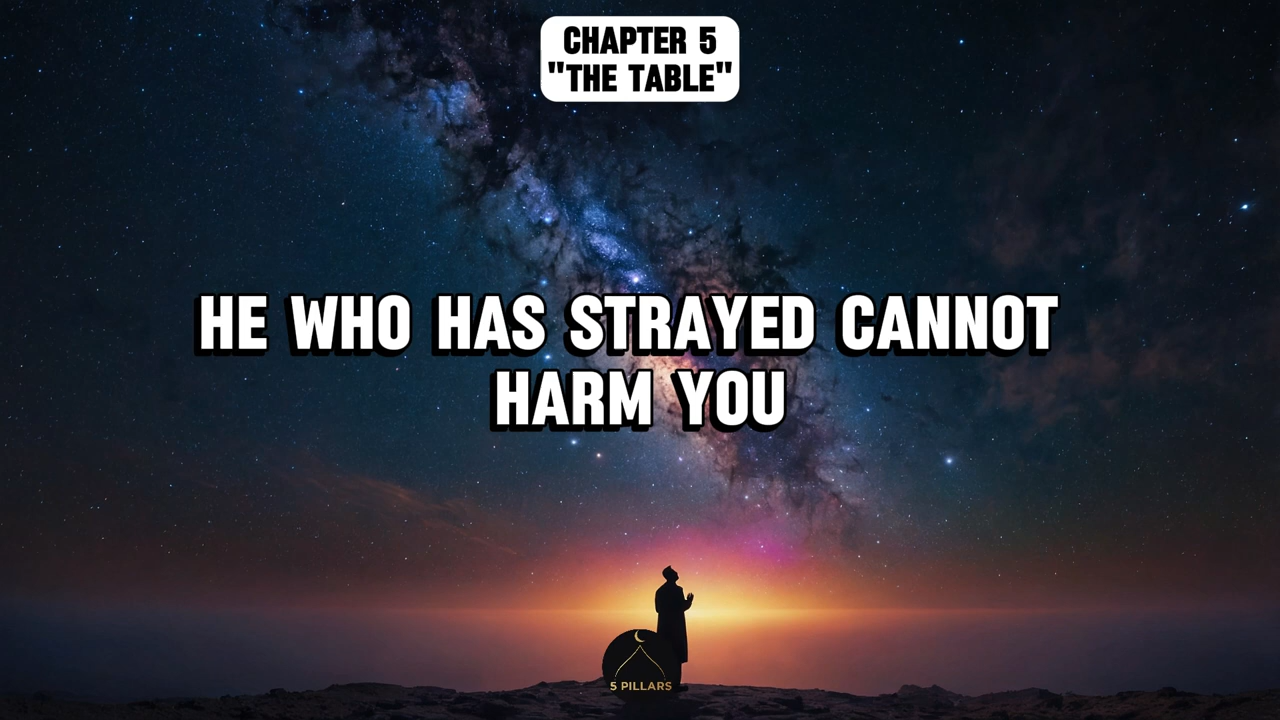 CHAPTER 5
"THE TABLE"
HE WHO HAS STRAYED CANNOT
HARM YOU
5 PILLARS